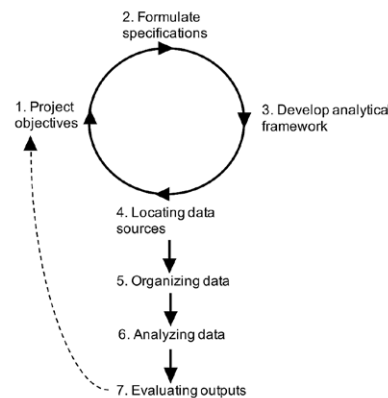 2. Formulate
specifications
1. Project
objectives
3. Develop analytical
framework
4. Locating data
sources
5. Organizing data
6. Analyzing data
7. Evaluating outputs